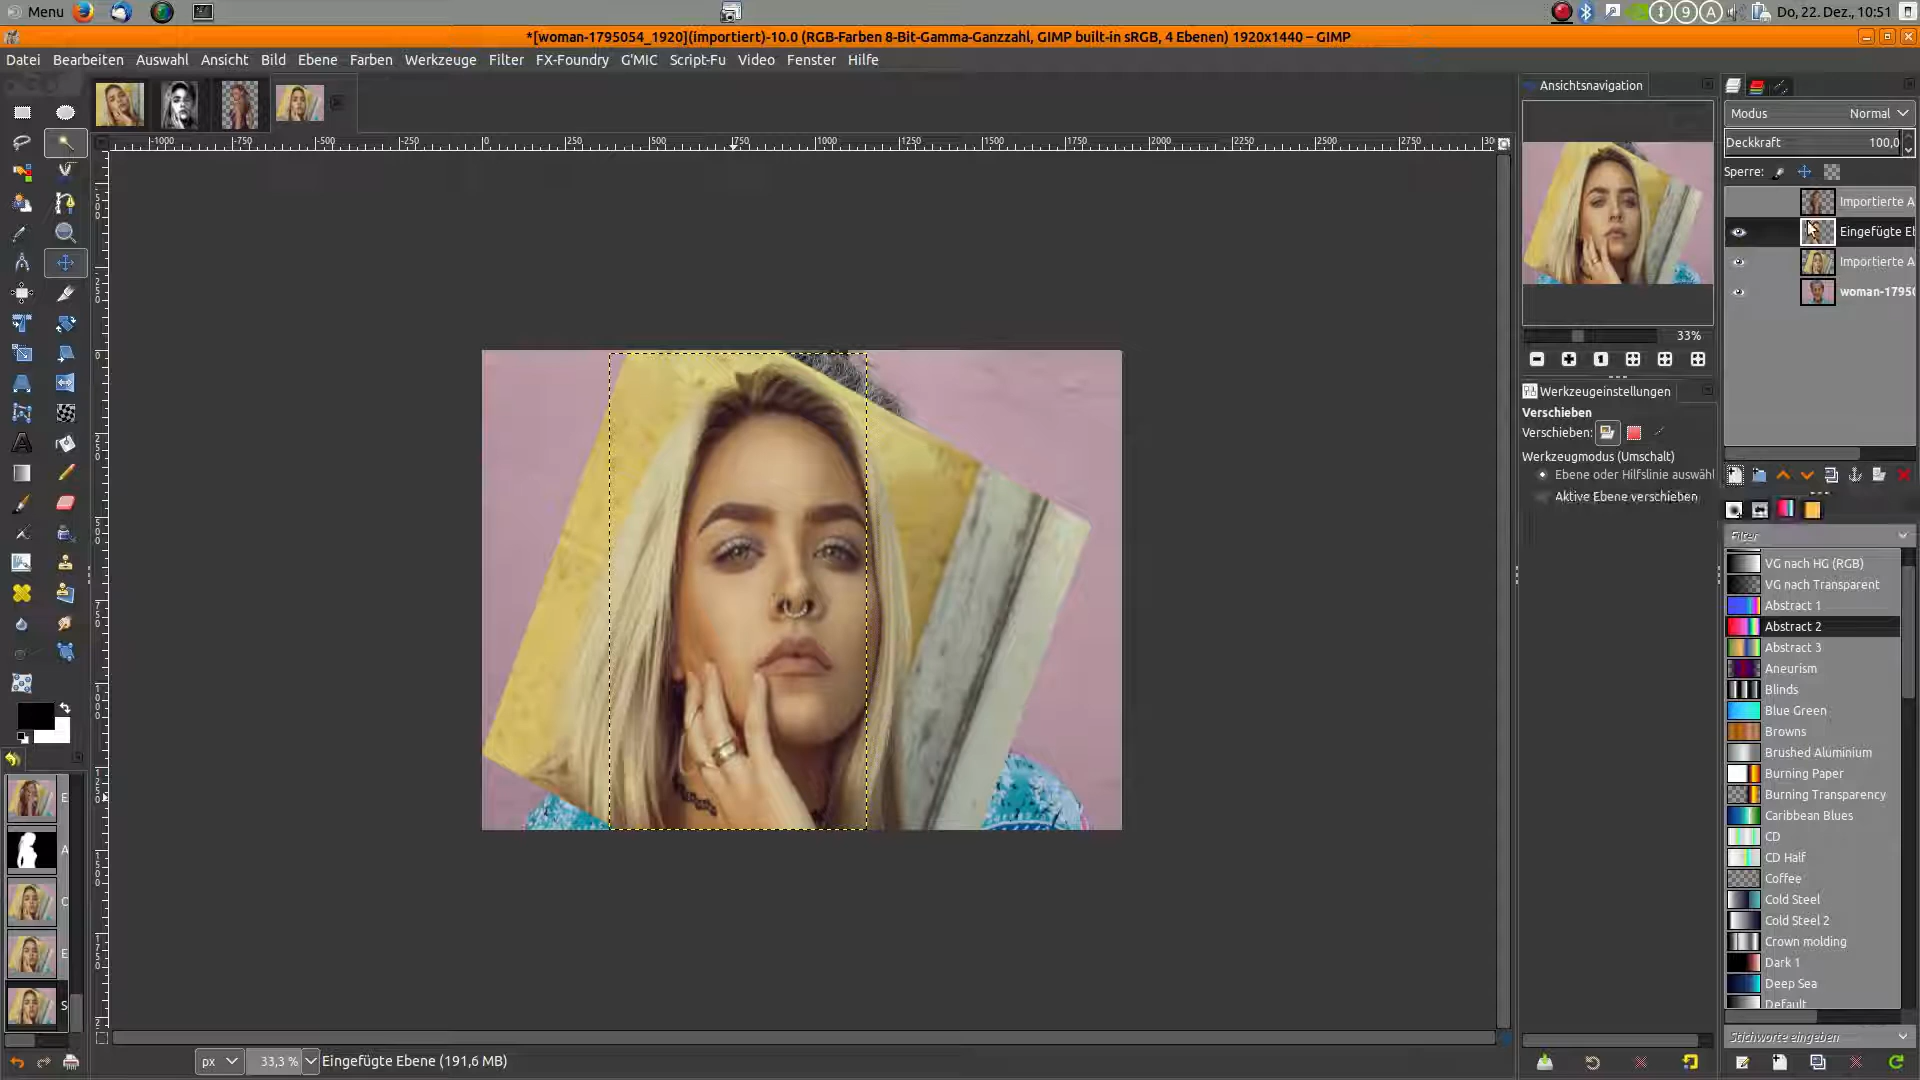 Menu
Do, 22. Dez., 10:51
*[woman-1795054_1920](importiert)-10.0 (RGB-Farben 8-Bit-Gamma-Ganzzahl, GIMP built-in sRGB, 4 Ebenen) 1920x1440 – GIMP
Datei Bearbeiten Auswahl Ansicht Bild Ebene Farben Werkzeuge Filter FX-Foundry G'MIC Script-Fu Video Fenster Hilfe
Ansichtsnavigation
Modus Normal
Deckkraft 100,0
Sperre:
Importierte A
Eingefügte Eb
Importierte A
woman-1795
33%
Werkzeugeinstellungen
Verschieben
Verschieben:
Werkzeugmodus (Umschalt)
Ebene oder Hilfslinie auswähl
Aktive Ebene verschieben
Filter
VG nach HG (RGB)
VG nach Transparent
Abstract 1
Abstract 2
Abstract 3
Aneurism
Blinds
Blue Green
Browns
Brushed Aluminium
Burning Paper
Burning Transparency
Caribbean Blues
CD
CD Half
Coffee
Cold Steel
Cold Steel 2
Crown molding
Dark 1
Deep Sea
Default
Stichworte eingeben
E
A
C
E
S
px 33,3 % Eingefügte Ebene (191,6 MB)